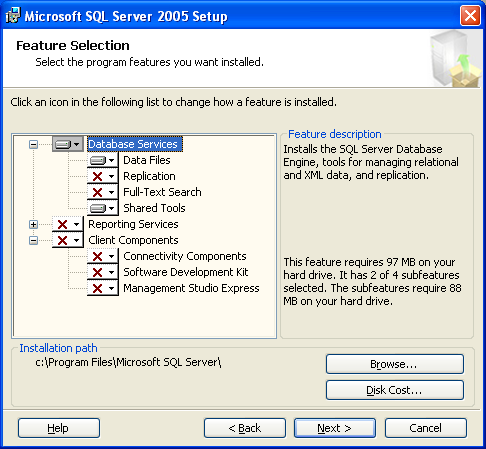 Microsoft SQL Server 2005 Setup
Feature Selection
Select the program features you want installed.
Click an icon in the following list to change how a feature is installed.
Database Services
Data Files
Replication
Full-Text Search
Shared Tools
Reporting Services
Client Components
Connectivity Components
Software Development Kit
Management Studio Express
Feature description
Installs the SQL Server Database
Engine, tools for managing relational
and XML data, and replication.
This feature requires 97 MB on your
hard drive. It has 2 of 4 subfeatures
selected. The subfeatures require 88
MB on your hard drive.
Installation path
c:\Program Files\Microsoft SQL Server\
Browse...
Disk Cost...
Help
< Back
Next >
Cancel